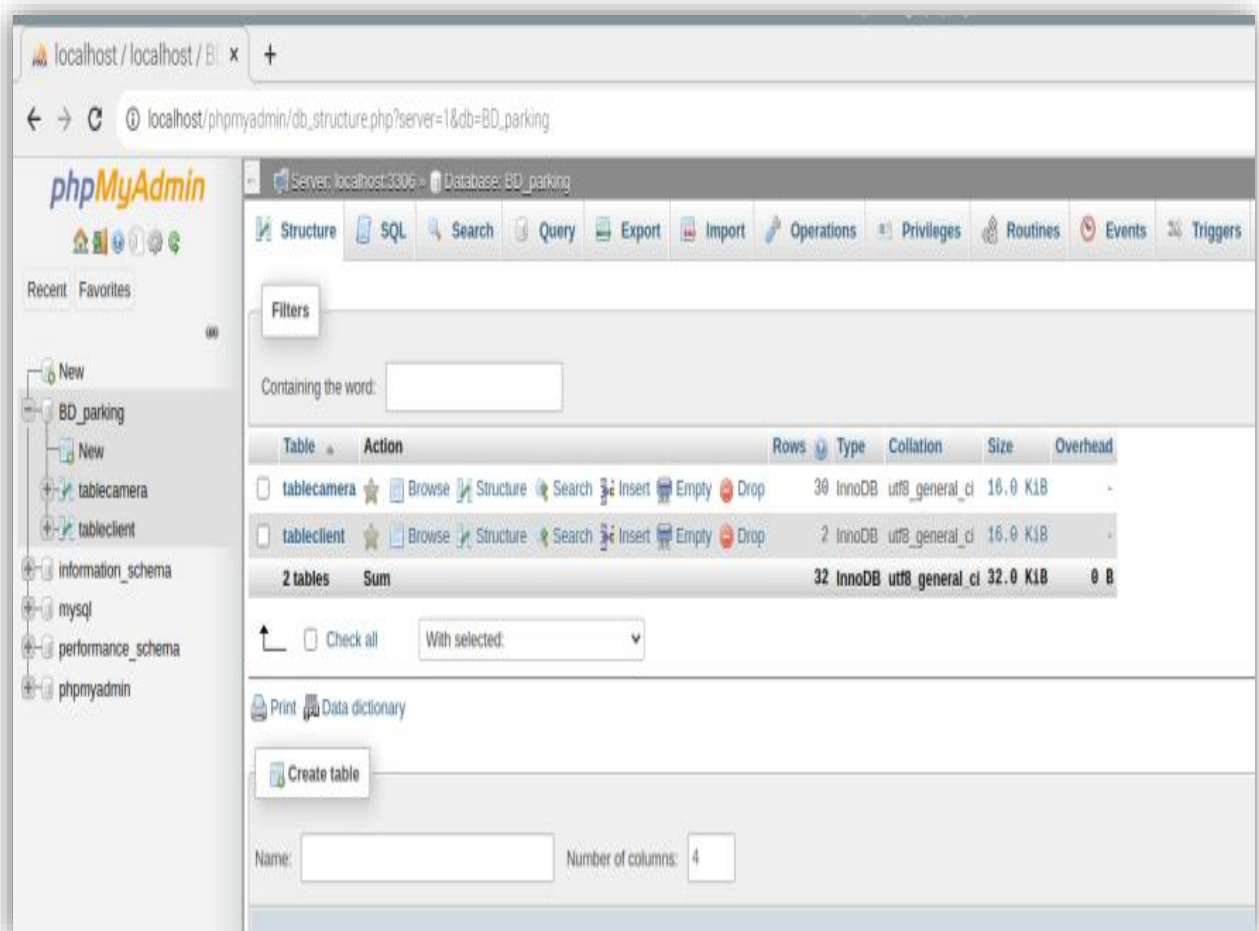 localhost / localhost / B x +
localhost/phpmyadmin/db_structure.php?server=1&db=BD_parking
phpMyAdmin
Recent Favorites
New
BD_parking
New
tablecamera
tableclient
information_schema
mysql
performance_schema
phpmyadmin
Server: localhost:3306 » Database: BD_parking
Structure SQL Search Query Export Import Operations Privileges Routines Events Triggers
Filters
Containing the word:
Table Action Rows Type Collation Size Overhead
tablecamera Browse Structure Search Insert Empty Drop 30 InnoDB utf8_general_ci 16.0 KiB -
tableclient Browse Structure Search Insert Empty Drop 2 InnoDB utf8_general_ci 16.0 KiB -
2 tables Sum 32 InnoDB utf8_general_ci 32.0 KiB 0 B
Check all With selected:
Print Data dictionary
Create table
Name: Number of columns: 4